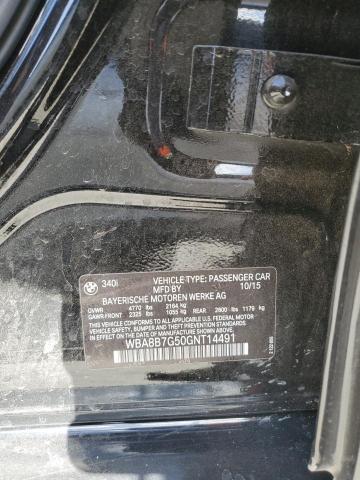 340i VEHICLE TYPE: PASSENGER CAR
MFD BY 10/15
BAYERISCHE MOTOREN WERKE AG
GVWR 4770 lbs 2164 kg
GAWR FRONT 2325 lbs 1055 kg REAR 2600 lbs 1179 kg
THIS VEHICLE CONFORMS TO ALL APPLICABLE FEDERAL MOTOR
VEHICLE SAFETY, BUMPER, AND THEFT PREVENTION STANDARDS
IN EFFECT ON THE DATE OF MANUFACTURE SHOWN ABOVE.
WBA8B7G50GNT14491